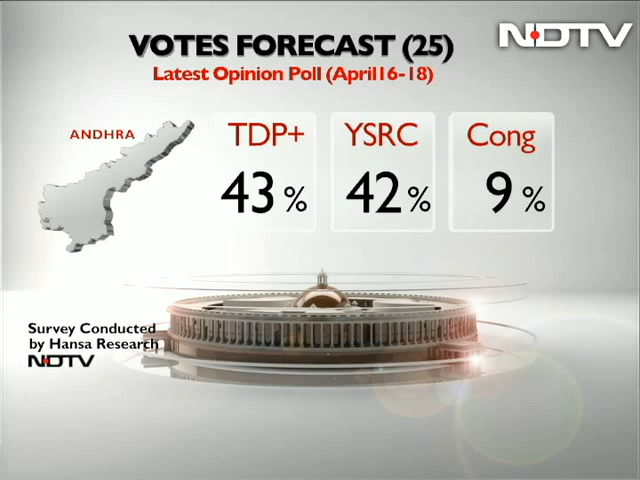 VOTES FORECAST (25)
NDTV
Latest Opinion Poll (April16-18)
ANDHRA
TDP+
43 %
YSRC
42 %
Cong
9 %
Survey Conducted
by Hansa Research
NDTV